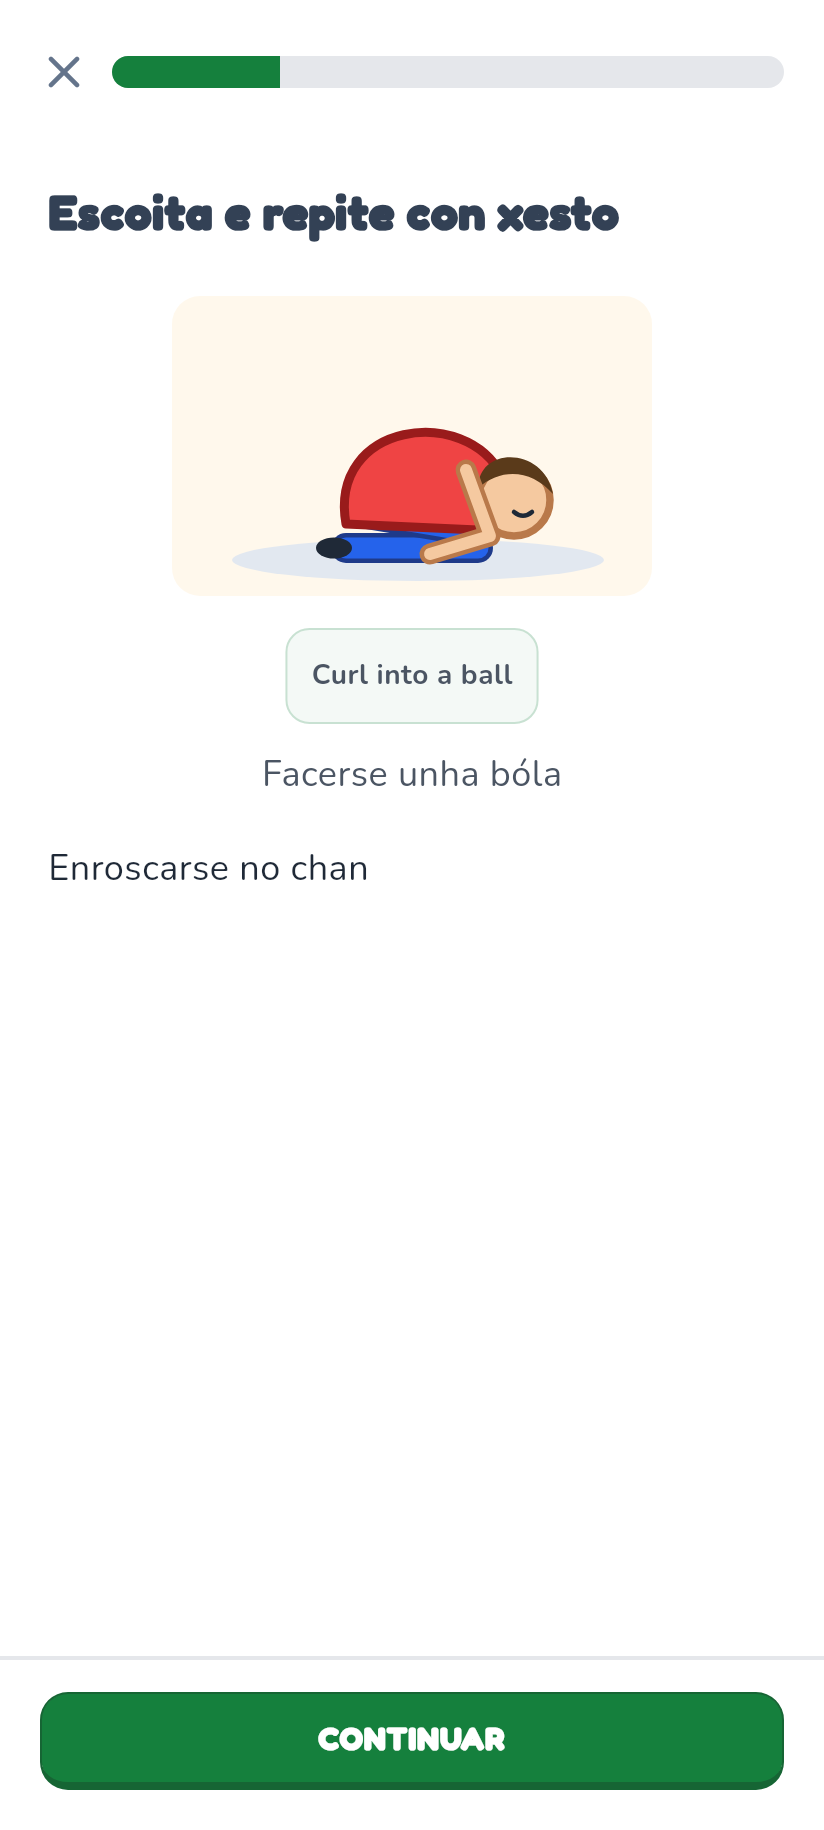 Escoita e repite con xesto
Curl into a ball
Facerse unha bóla
Enroscarse no chan
CONTINUAR